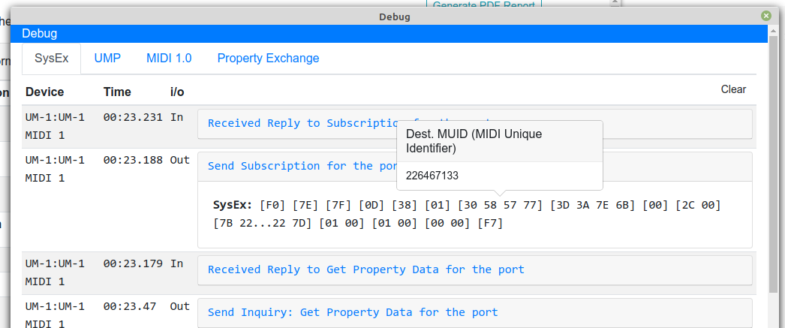 Generate PDF Report
Debug
Debug
SysEx UMP MIDI 1.0 Property Exchange
Device Time i/o Clear
UM-1:UM-1 00:23.231 In Received Reply to Subscriptio
MIDI 1
Dest. MUID (MIDI Unique
Identifier)
226467133
UM-1:UM-1 00:23.188 Out Send Subscription for the por
MIDI 1
SysEx: [F0] [7E] [7F] [0D] [38] [01] [30 58 57 77] [3D 3A 7E 6B] [00] [2C 00]
[7B 22...22 7D] [01 00] [01 00] [00 00] [F7]
UM-1:UM-1 00:23.179 In Received Reply to Get Property Data for the port
MIDI 1
UM-1:UM-1 00:23.47 Out Send Inquiry: Get Property Data for the port
MIDI 1